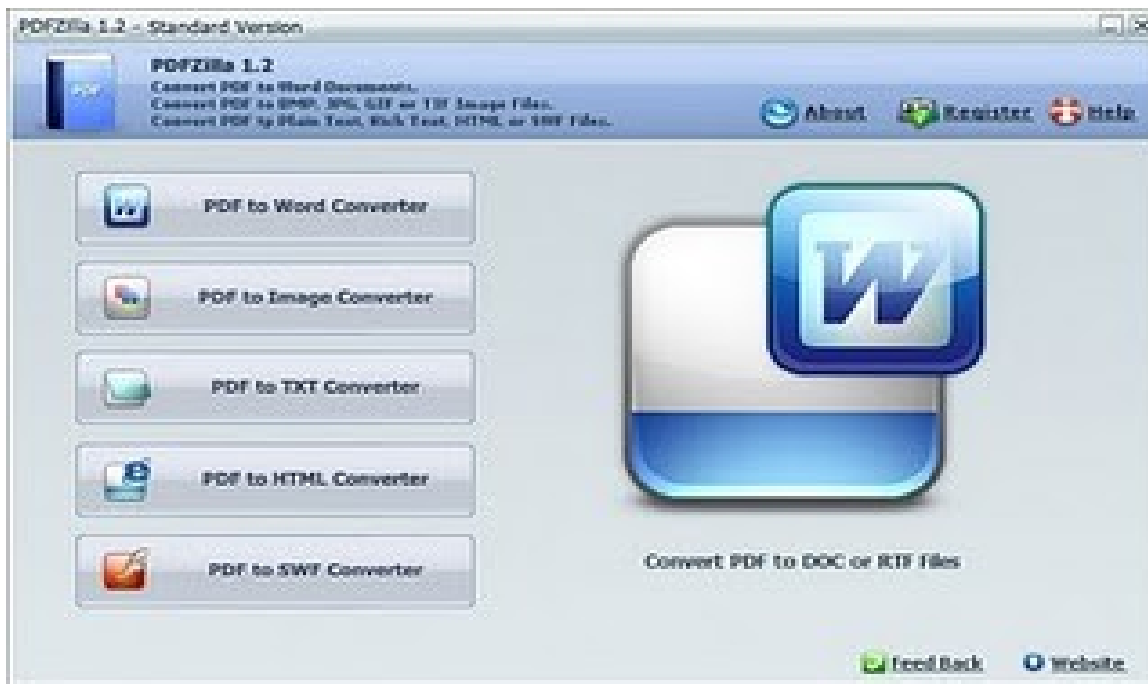 PDFZilla 1.2 - Standard Version
PDFZilla 1.2
Convert PDF to Word Documents.
Convert PDF to BMP, JPG, GIF or TIF Image Files.
Convert PDF to Plain Text, Rich Text, HTML or SWF Files.
PDF
About
Register
Help
PDF to Word Converter
PDF to Image Converter
PDF to TXT Converter
PDF to HTML Converter
PDF to SWF Converter
W
Convert PDF to DOC or RTF Files
Feed Back
Website